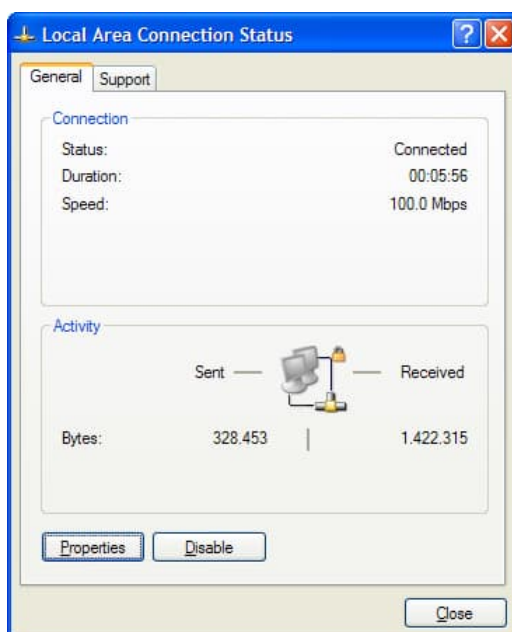 Local Area Connection Status
General Support
Connection
Status: Connected
Duration: 00:05:56
Speed: 100.0 Mbps
Activity
Sent Received
Bytes: 328.453 1.422.315
Properties Disable
Close